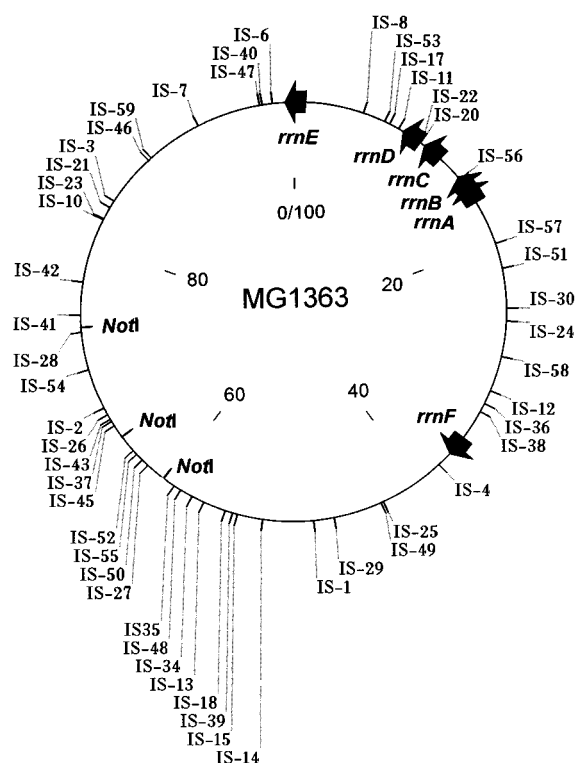 IS-8
IS-53
IS-17
IS-11
IS-22
IS-20
IS-56
IS-57
IS-51
IS-30
IS-24
IS-58
IS-12
IS-36
IS-38
IS-4
IS-25
IS-49
IS-29
IS-1
IS-14
IS-15
IS-39
IS-18
IS-13
IS-34
IS-48
IS35
IS-27
IS-50
IS-55
IS-52
IS-45
IS-37
IS-43
IS-26
IS-2
IS-54
IS-28
IS-41
IS-42
IS-10
IS-23
IS-21
IS-3
IS-46
IS-59
IS-7
IS-47
IS-40
IS-6
rrnE
rrnD
rrnC
rrnB
rrnA
rrnF
NotI
NotI
NotI
0/100
20
40
60
80
MG1363